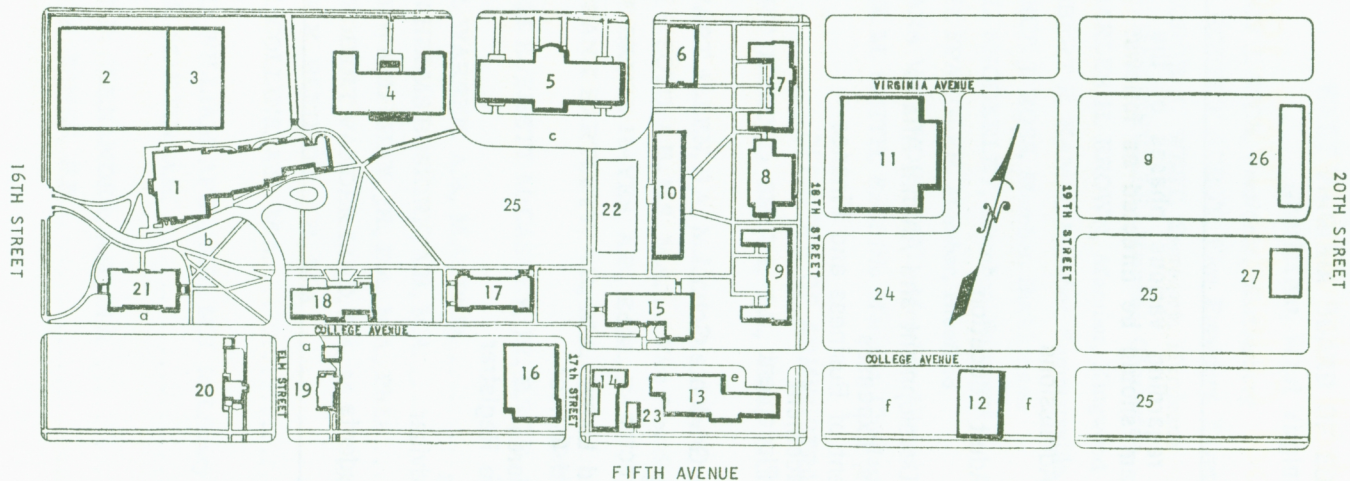 2
3
4
5
6
7
VIRGINIA AVENUE
c
1
11
g
26
16TH STREET
8
10
20TH STREET
25
22
18TH STREET
N
19TH STREET
b
9
27
21
18
17
15
24
25
a
COLLEGE AVENUE
COLLEGE AVENUE
a
20
ELM STREET
19
16
17th STREET
14
13
e
23
f
12
f
25
FIFTH AVENUE